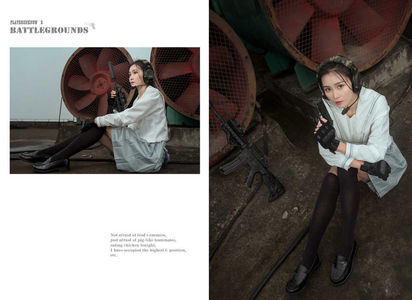 PLAYERUNKNOWN'S
BATTLEGROUNDS
Not afraid of God's enemies,
just afraid of pig-like teammates,
eating chicken tonight,
I have occupied the highest C position,
etc.